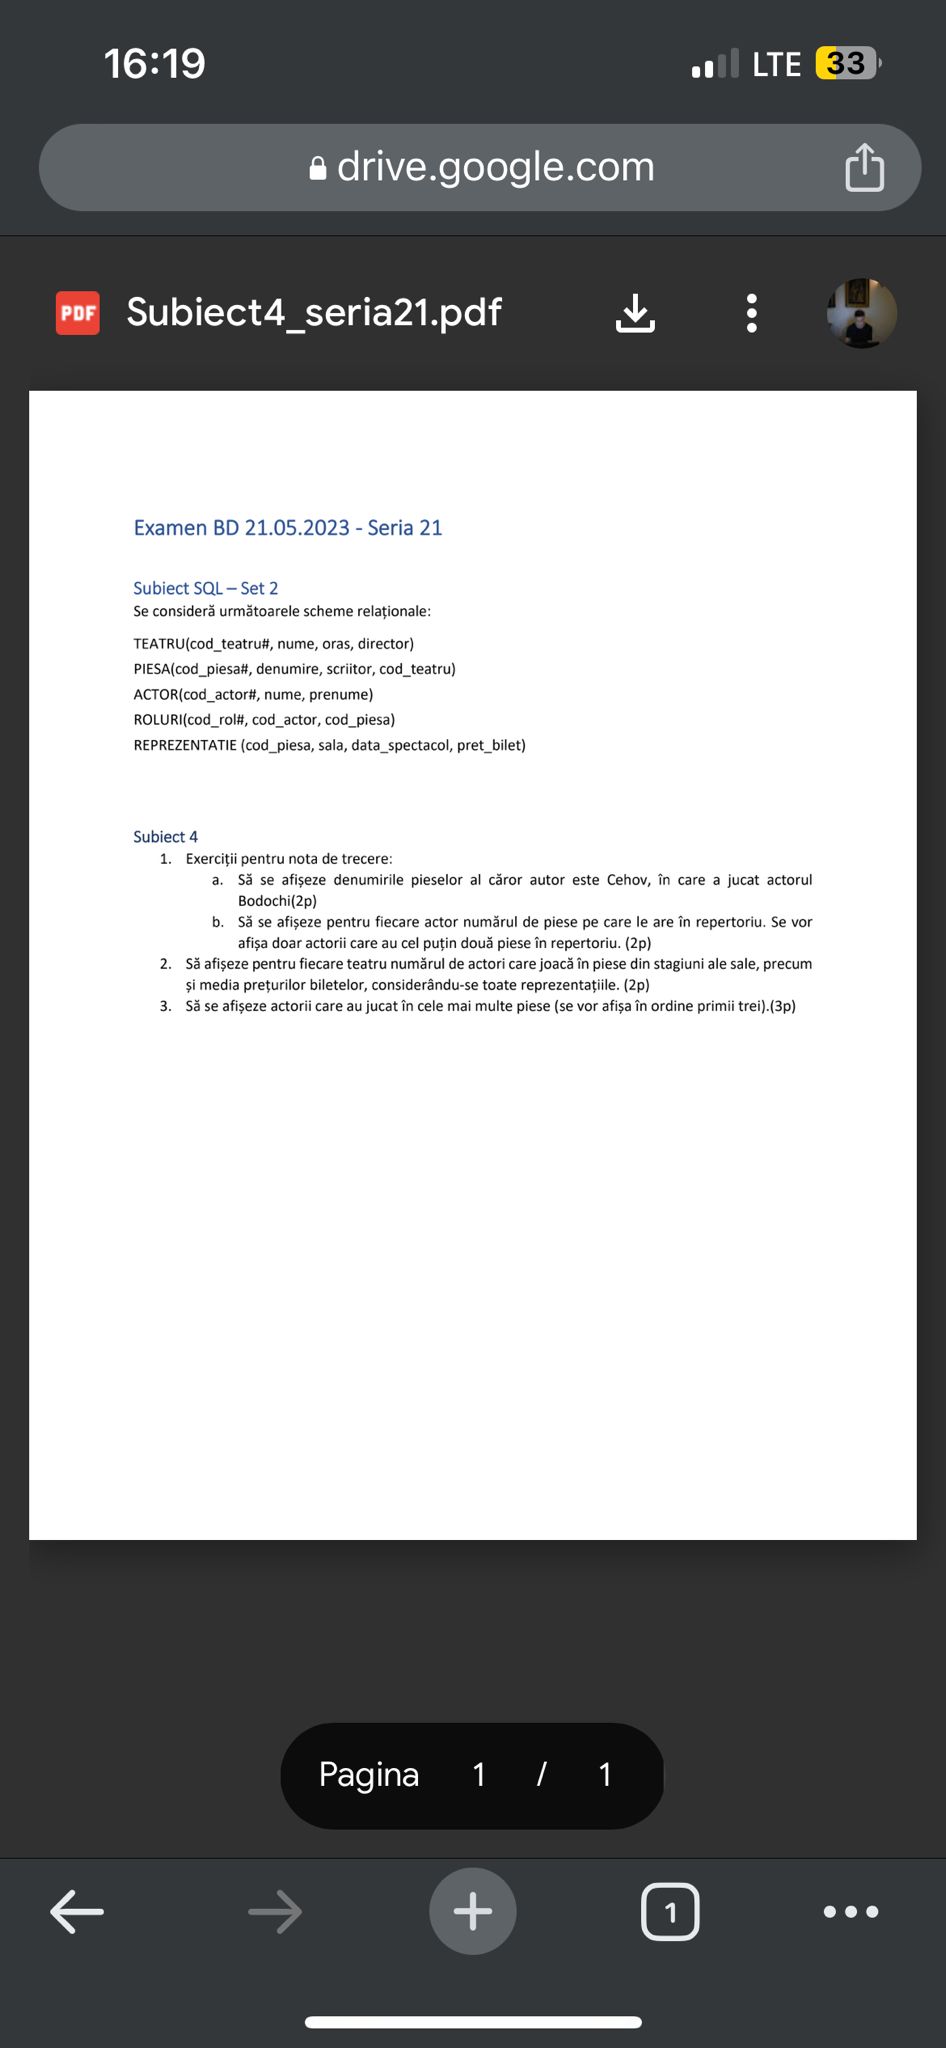 16:19
LTE 33
drive.google.com
PDF Subiect4_seria21.pdf
Examen BD 21.05.2023 - Seria 21
Subiect SQL – Set 2
Se consideră următoarele scheme relaționale:
TEATRU(cod_teatru#, nume, oras, director)
PIESA(cod_piesa#, denumire, scriitor, cod_teatru)
ACTOR(cod_actor#, nume, prenume)
ROLURI(cod_rol#, cod_actor, cod_piesa)
REPREZENTATIE (cod_piesa, sala, data_spectacol, pret_bilet)
Subiect 4
1. Exerciții pentru nota de trecere:
a. Să se afișeze denumirile pieselor al căror autor este Cehov, în care a jucat actorul
Bodochi(2p)
b. Să se afișeze pentru fiecare actor numărul de piese pe care le are în repertoriu. Se vor
afișa doar actorii care au cel puțin două piese în repertoriu. (2p)
2. Să afișeze pentru fiecare teatru numărul de actori care joacă în piese din stagiuni ale sale, precum
și media prețurilor biletelor, considerându-se toate reprezentațiile. (2p)
3. Să se afișeze actorii care au jucat în cele mai multe piese (se vor afișa în ordine primii trei).(3p)
Pagina 1 / 1
1